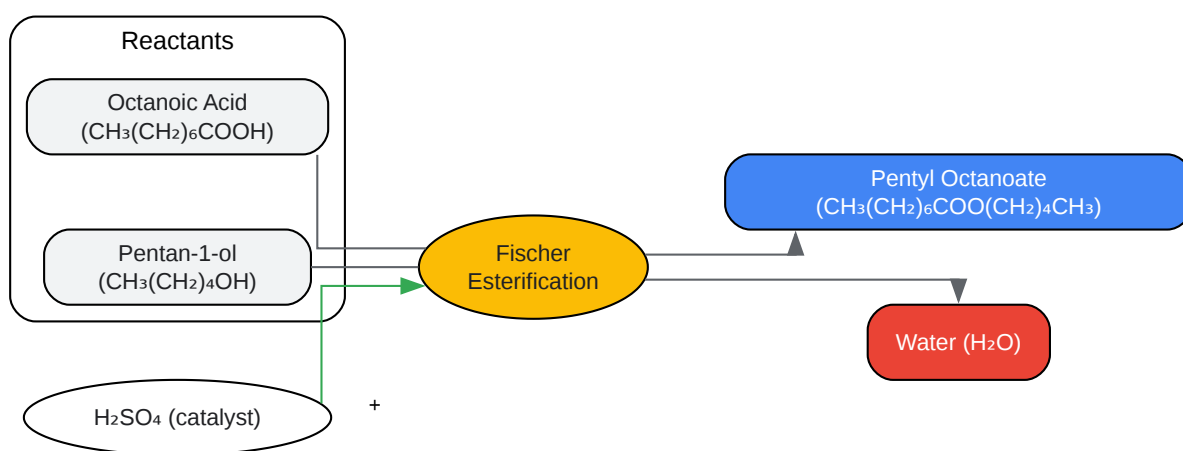 Reactants
Octanoic Acid
(CH₃(CH₂)₆COOH)
Pentan-1-ol
(CH₃(CH₂)₄OH)
H₂SO₄ (catalyst)
+
Fischer
Esterification
Pentyl Octanoate
(CH₃(CH₂)₆COO(CH₂)₄CH₃)
Water (H₂O)